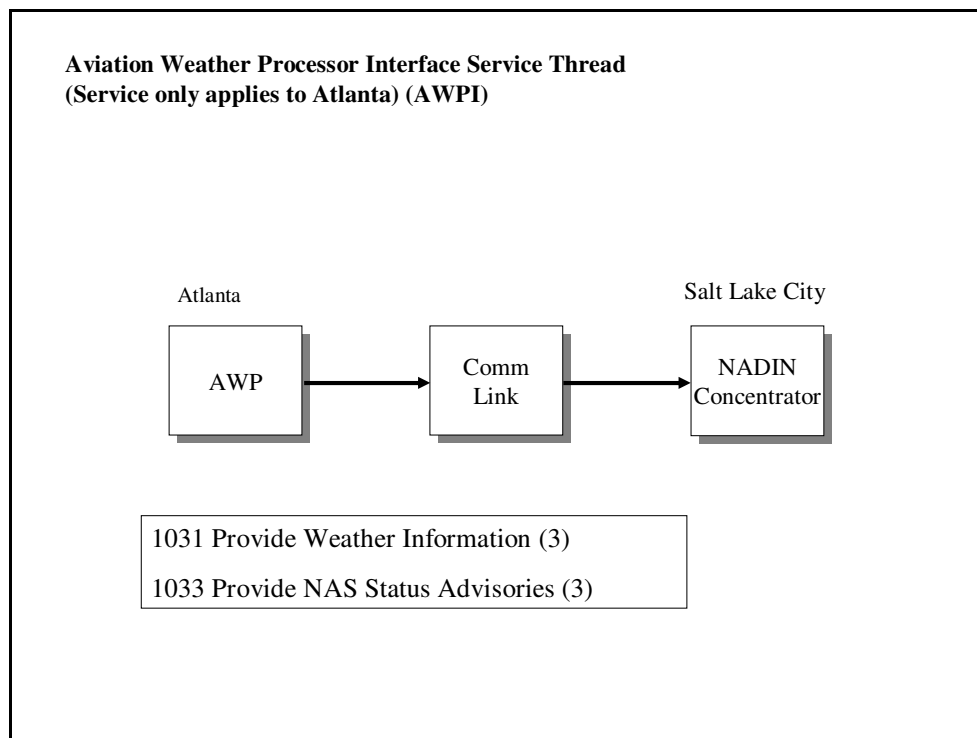 Aviation Weather Processor Interface Service Thread
(Service only applies to Atlanta) (AWPI)
Atlanta
Salt Lake City
AWP
Comm
Link
NADIN
Concentrator
1031 Provide Weather Information (3)
1033 Provide NAS Status Advisories (3)